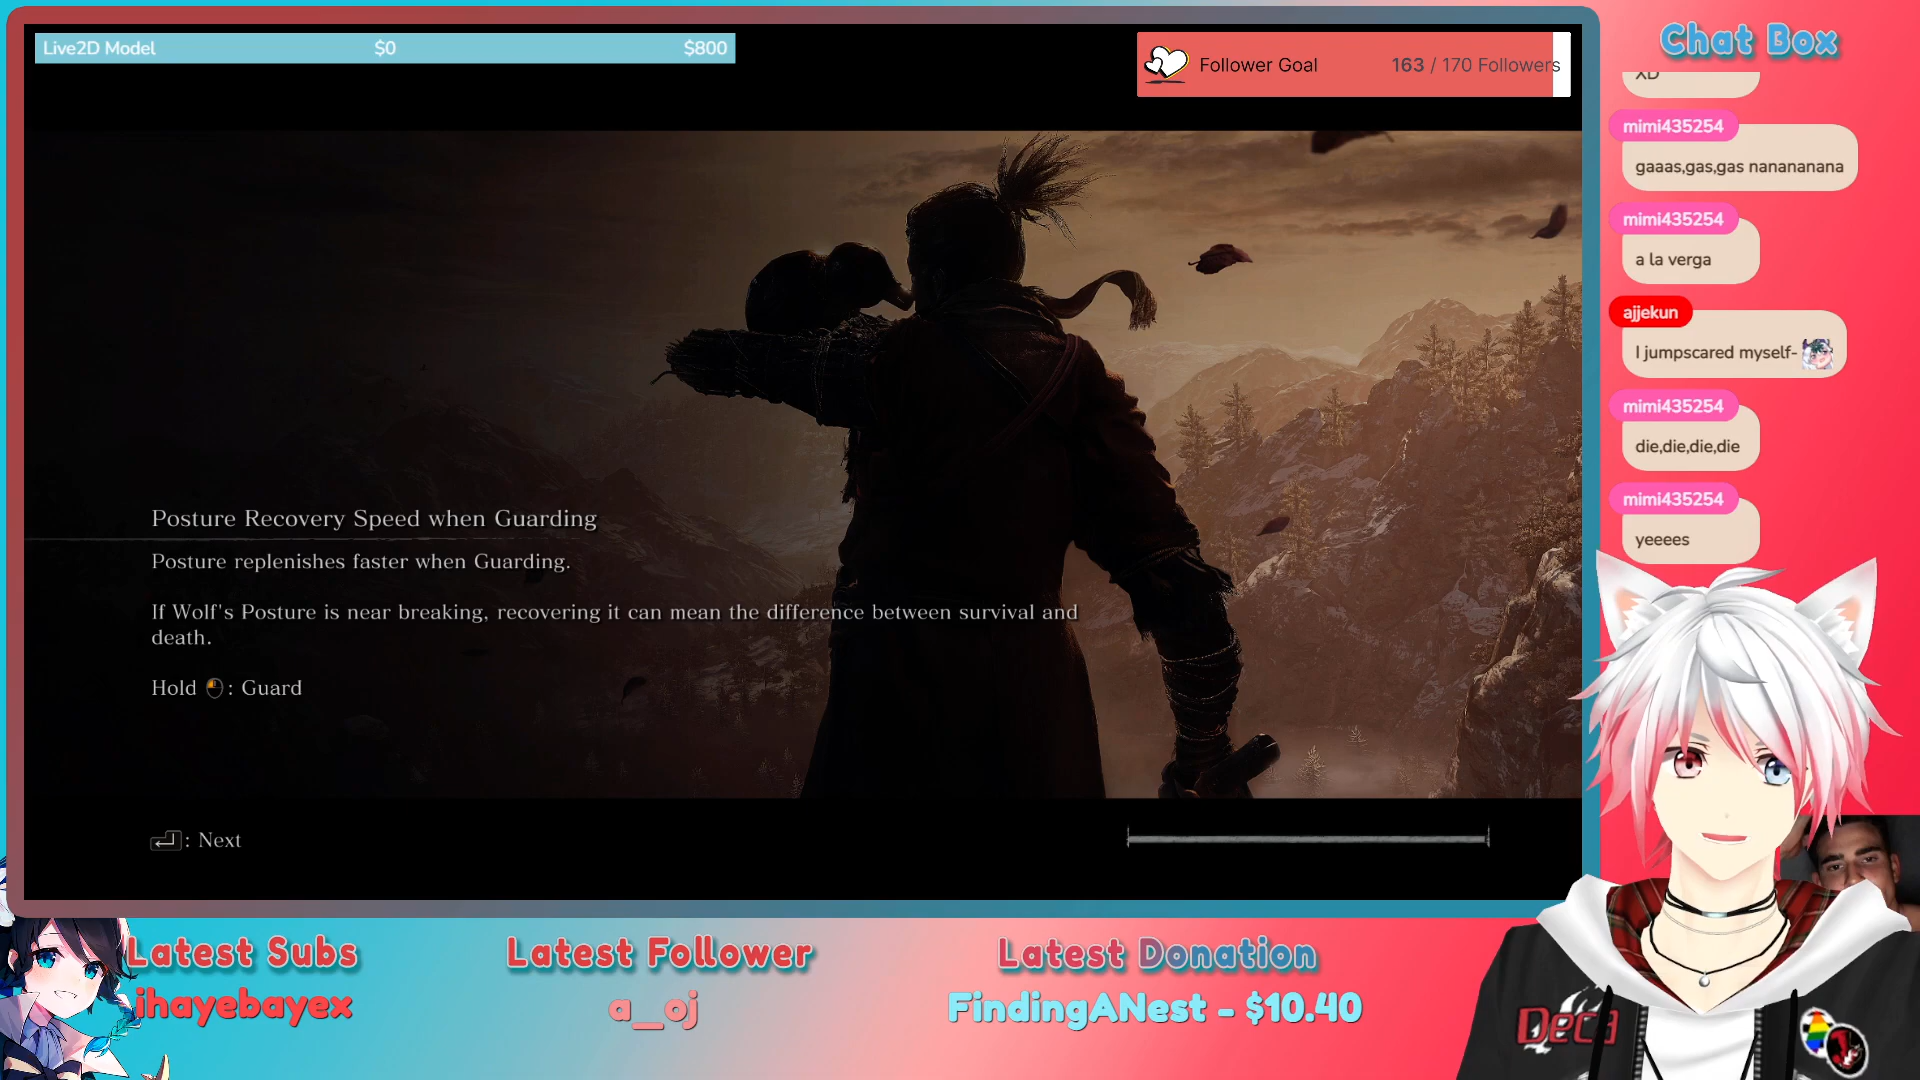 Live2D Model $0 $800
Follower Goal 163 / 170 Followers
Chat Box
XD
mimi435254
gaaas,gas,gas nanananana
mimi435254
a la verga
ajjekun
I jumpscared myself-
mimi435254
die,die,die,die
mimi435254
yeeees
Posture Recovery Speed when Guarding
Posture replenishes faster when Guarding.
If Wolf's Posture is near breaking, recovering it can mean the difference between survival and
death.
Hold : Guard
: Next
Latest Subs
ihayebayex
Latest Follower
a__oj
Latest Donation
FindingANest - $10.40